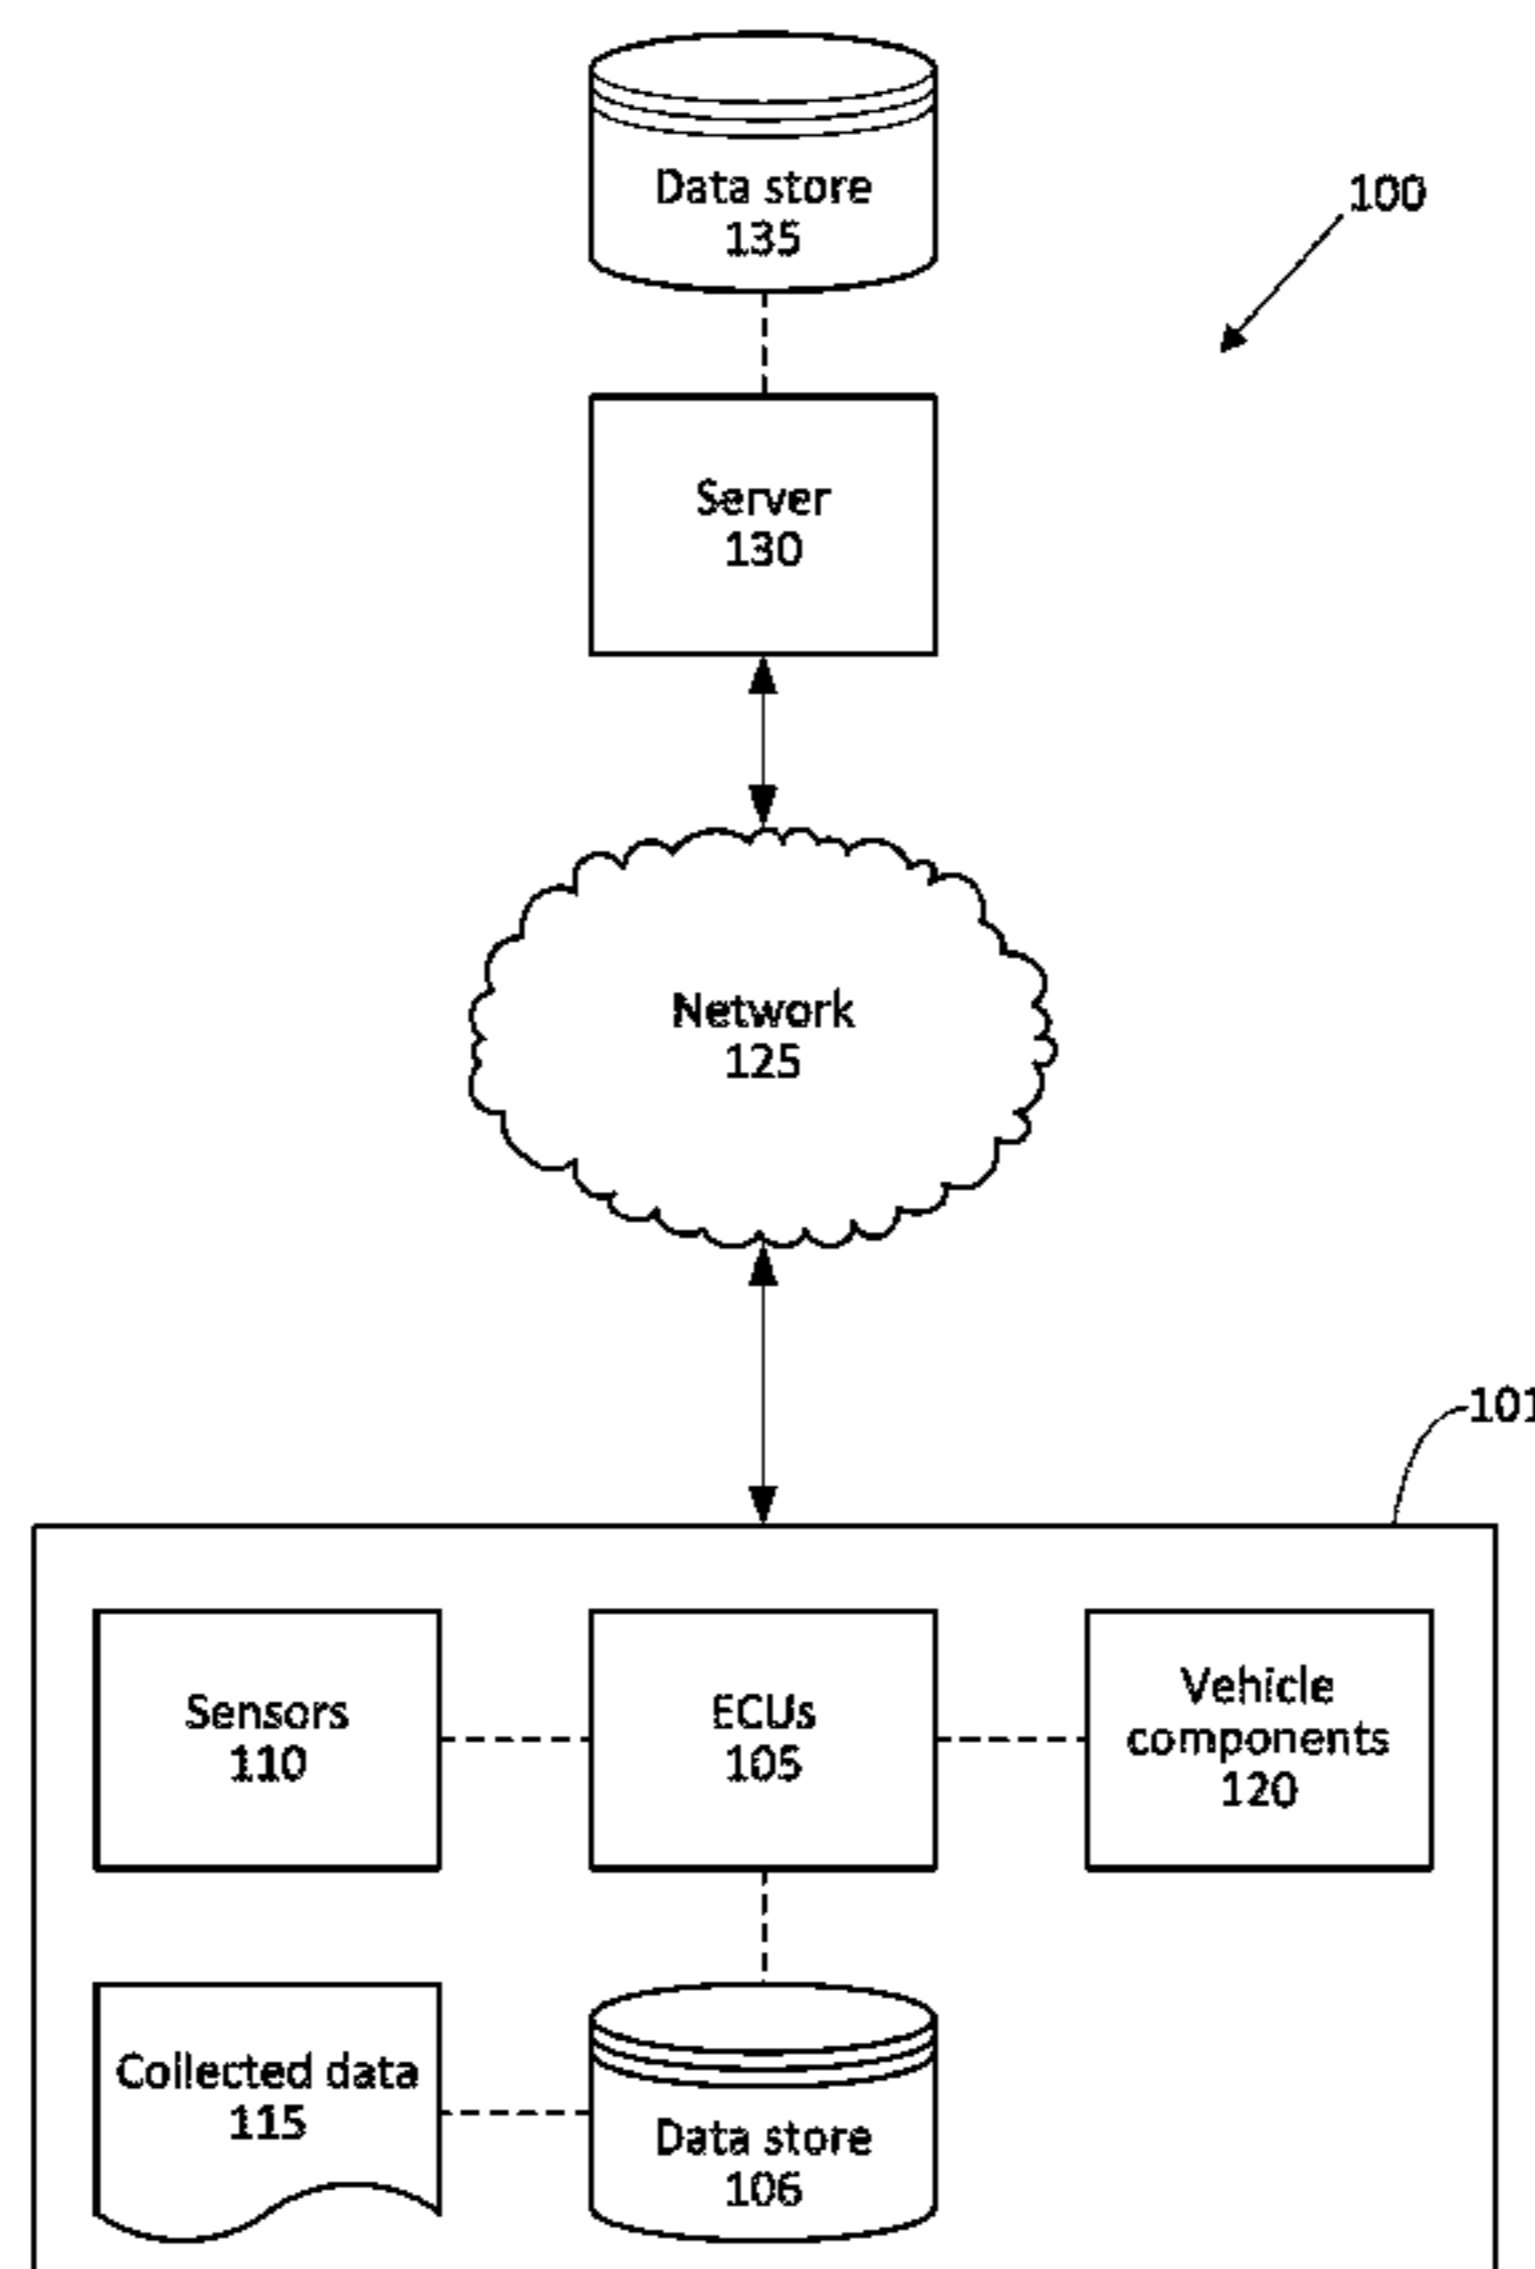 Data store
135
100
Server
130
Network
125
101
Sensors
110
ECUs
105
Vehicle
components
120
Collected data
115
Data store
106